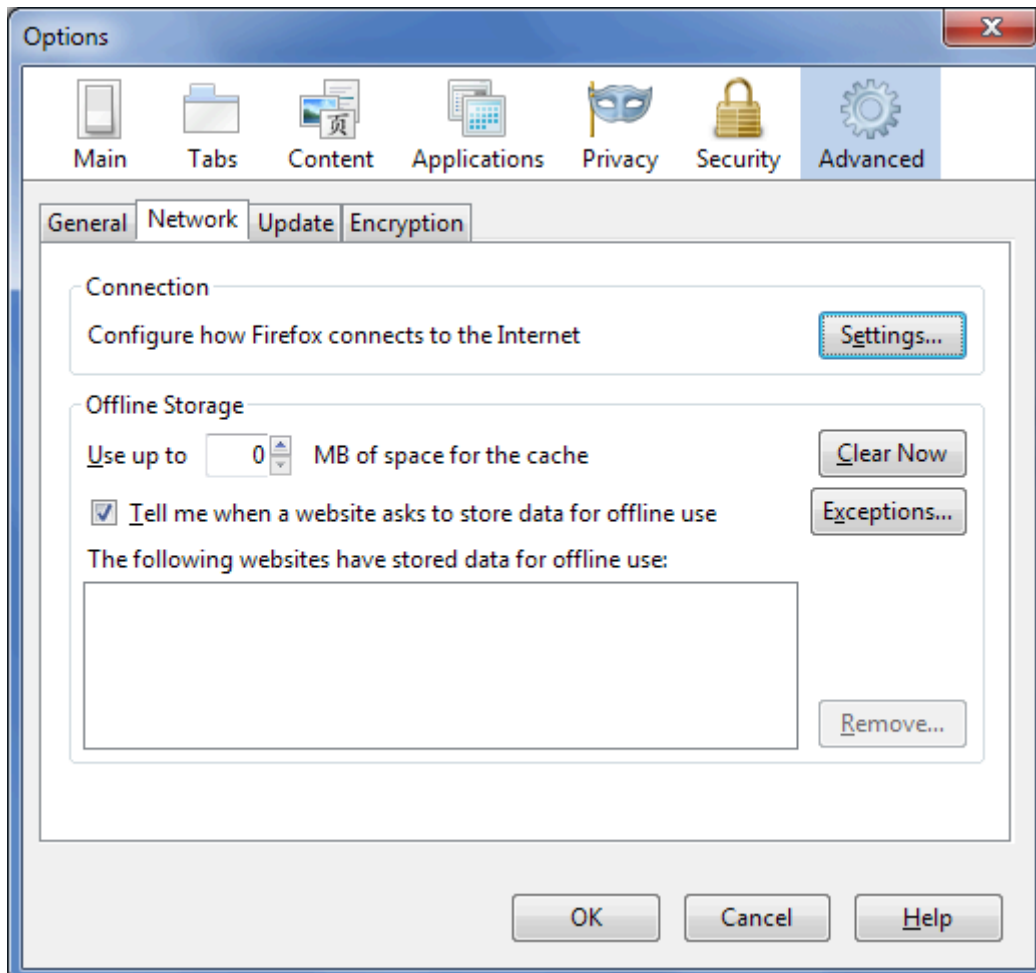 Options
X
页
Main Tabs Content Applications Privacy Security Advanced
General Network Update Encryption
Connection
Configure how Firefox connects to the Internet Settings...
Offline Storage
Use up to 0 MB of space for the cache Clear Now
Tell me when a website asks to store data for offline use Exceptions...
The following websites have stored data for offline use:
Remove...
OK Cancel Help